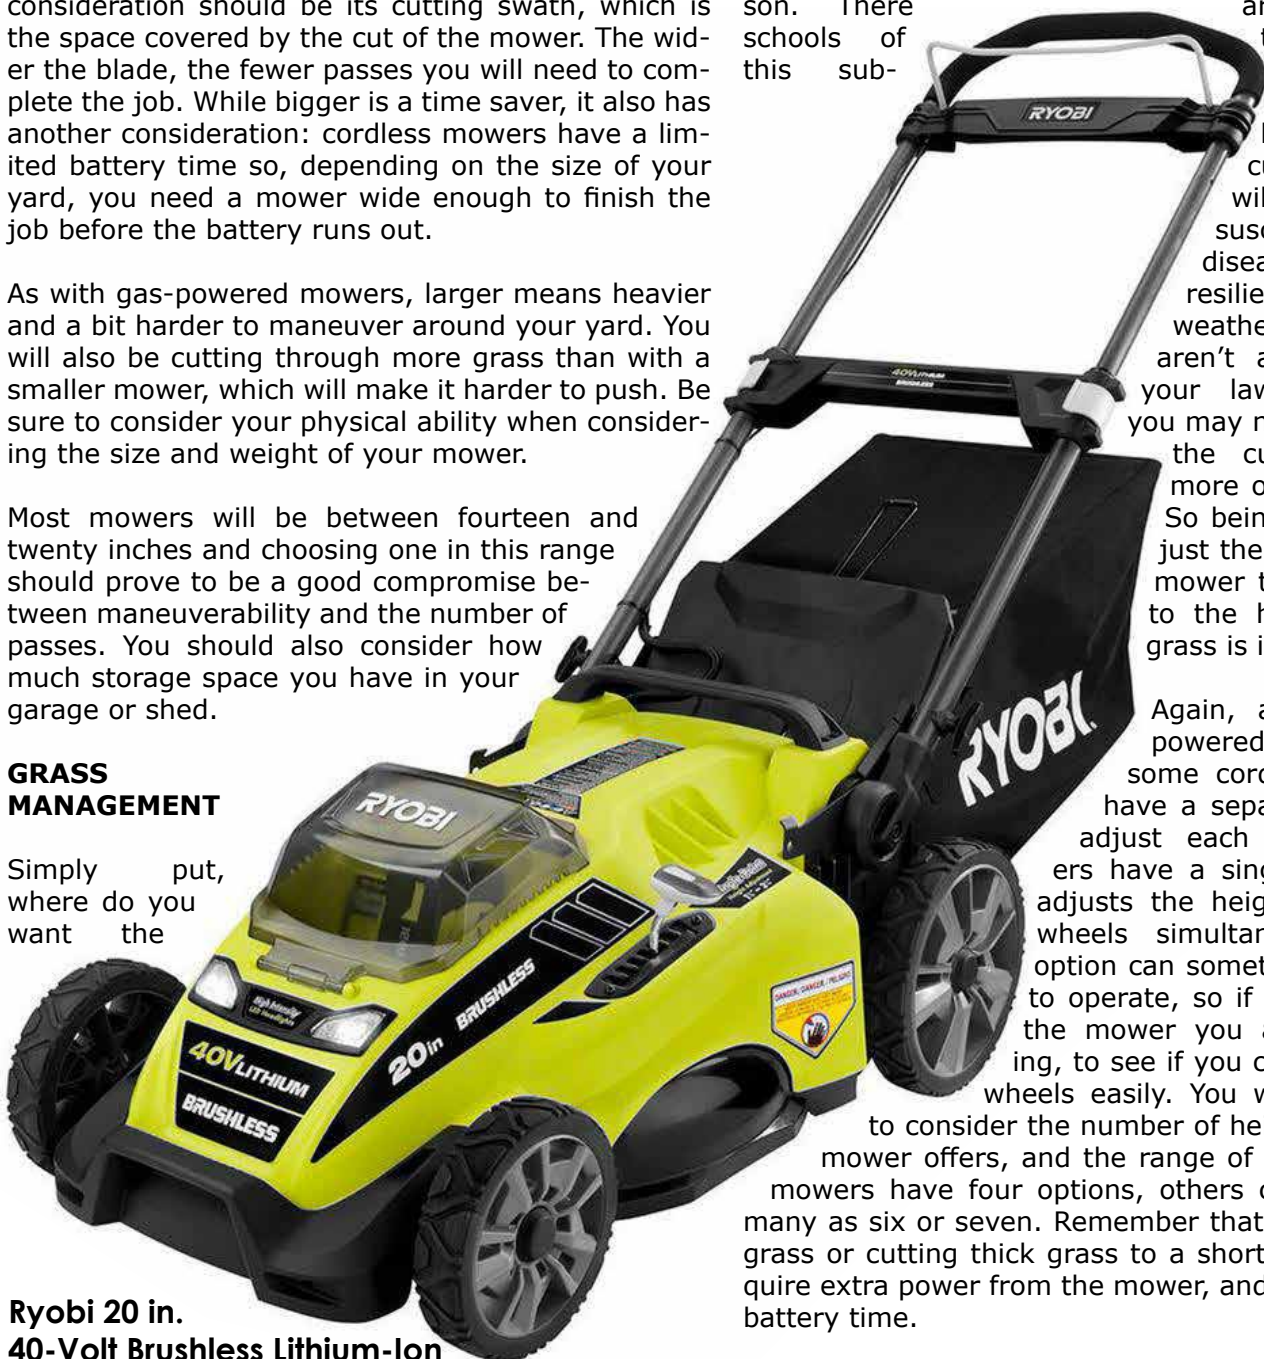 consideration should be its cutting swath, which is
the space covered by the cut of the mower. The wid-
er the blade, the fewer passes you will need to com-
plete the job. While bigger is a time saver, it also has
another consideration: cordless mowers have a lim-
ited battery time so, depending on the size of your
yard, you need a mower wide enough to finish the
job before the battery runs out.
As with gas-powered mowers, larger means heavier
and a bit harder to maneuver around your yard. You
will also be cutting through more grass than with a
smaller mower, which will make it harder to push. Be
sure to consider your physical ability when consider-
ing the size and weight of your mower.
Most mowers will be between fourteen and
twenty inches and choosing one in this range
should prove to be a good compromise be-
tween maneuverability and the number of
passes. You should also consider how
much storage space you have in your
garage or shed.
GRASS
MANAGEMENT
Simply put,
where do you
want the
son. There
schools of
this sub-
your
you may
the
more
So
just the
mower
to the
grass is
Again,
powered
some
have a
adjust each
ers have a
adjusts the
wheels
option can
to operate, so if
the mower you
ing, to see if you
wheels easily. You
to consider the number of
mower offers, and the range of
mowers have four options, others
many as six or seven. Remember that
grass or cutting thick grass to a short
quire extra power from the mower, and
battery time.
RYOBI
40V LITHIUM
BRUSHLESS
RYOBI.
RYOBI
High Intensity
LED Headlights
40V LITHIUM
BRUSHLESS
20in BRUSHLESS
DANGER / DANGER / PELIGRO
Ryobi 20 in.
40-Volt Brushless Lithium-Ion